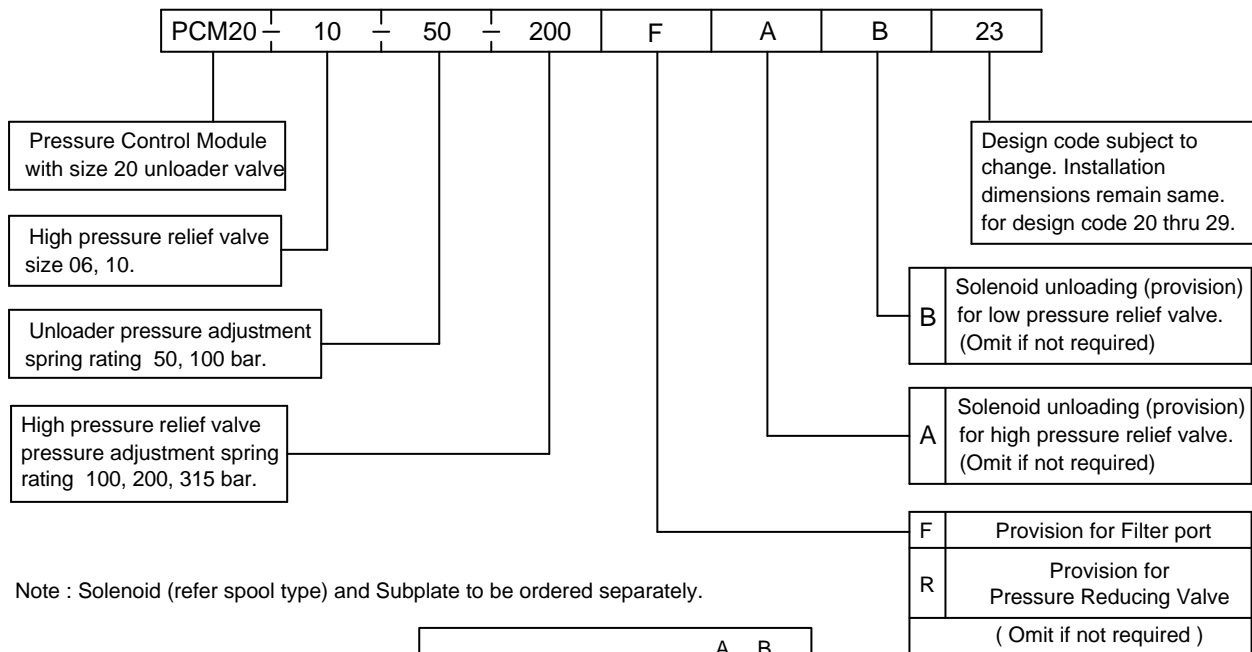 PCM20 - 10 - 50 - 200 F A B 23
Pressure Control Module
with size 20 unloader valve
High pressure relief valve
size 06, 10.
Unloader pressure adjustment
spring rating 50, 100 bar.
High pressure relief valve
pressure adjustment spring
rating 100, 200, 315 bar.
Design code subject to
change. Installation
dimensions remain same.
for design code 20 thru 29.
B Solenoid unloading (provision)
for low pressure relief valve.
(Omit if not required)
A Solenoid unloading (provision)
for high pressure relief valve.
(Omit if not required)
F Provision for Filter port
R Provision for
Pressure Reducing Valve
( Omit if not required )
Note : Solenoid (refer spool type) and Subplate to be ordered separately.
A B